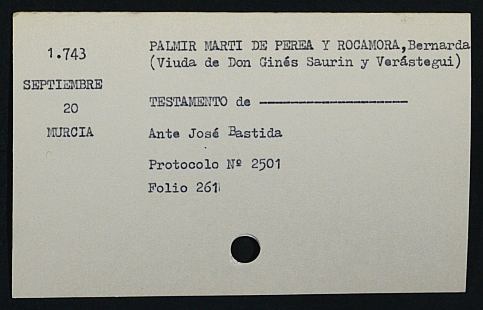 1.743
SEPTIEMBRE
20
MURCIA
PALMIR MARTI DE PEREA Y ROCAMORA,Bernarda
(Viuda de Don Ginés Saurin y Verástegui)
TESTAMENTO de ----------------------
Ante José Bastida
Protocolo Nº 2501
Folio 261